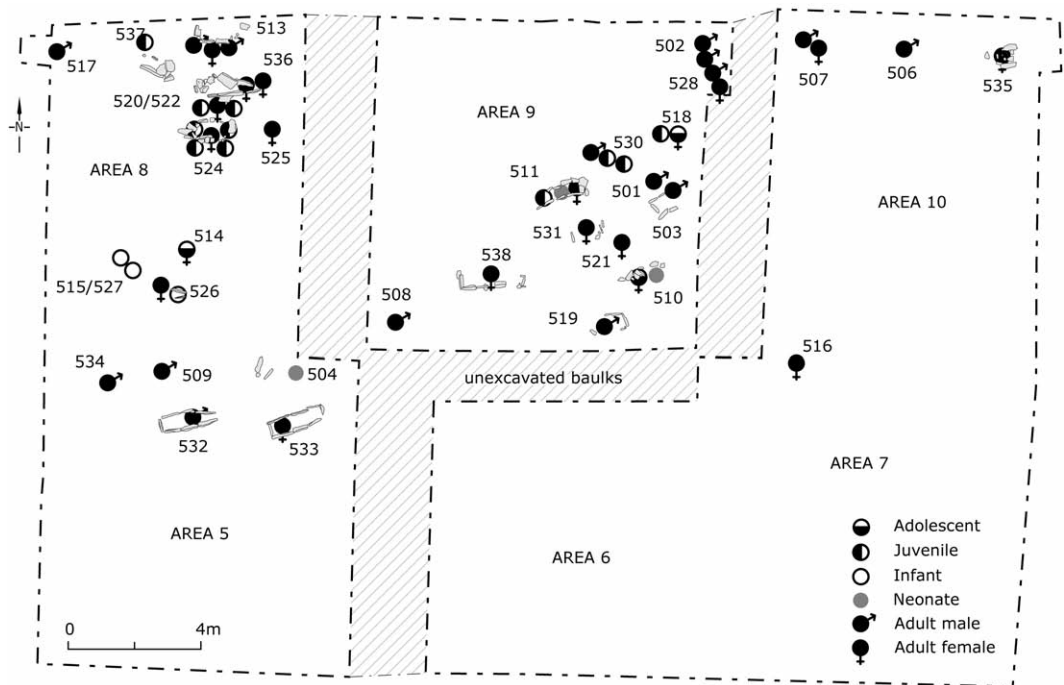 537
513
502
517
536
507
506
528
535
520/522
518
AREA 9
530
-N-
525
524
511
501
AREA 8
AREA 10
503
514
531
521
538
515/527
526
510
508
519
534
509
504
unexcavated baulks
516
532
533
AREA 7
AREA 5
AREA 6
Adolescent
Juvenile
Infant
Neonate
Adult male
Adult female
0 4m